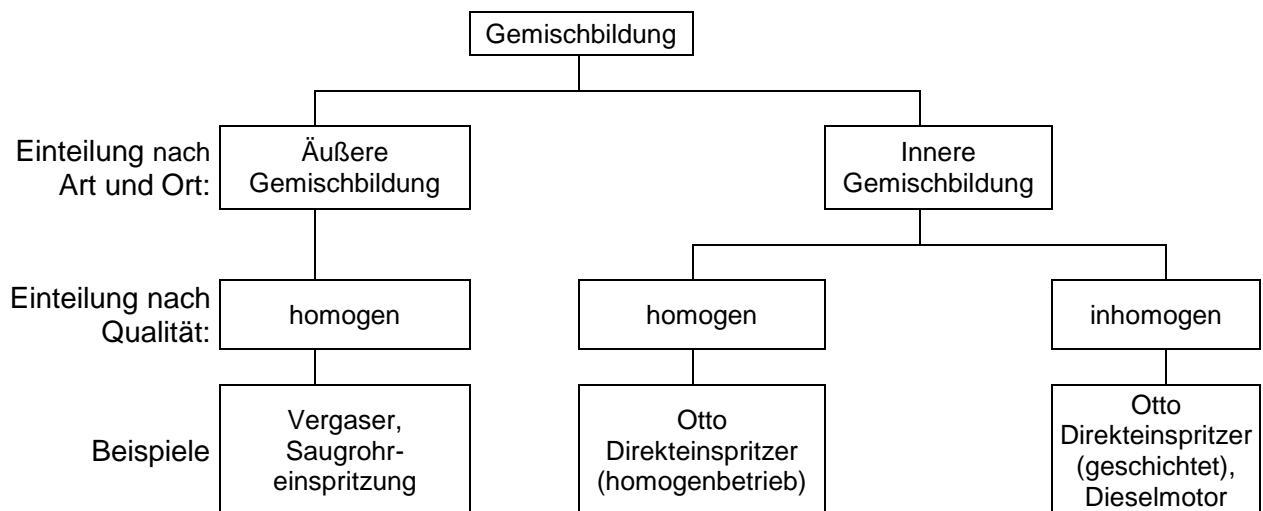 Gemischbildung
Einteilung nach
Art und Ort:
Äußere
Gemischbildung
Innere
Gemischbildung
Einteilung nach
Qualität:
homogen
homogen
inhomogen
Beispiele
Vergaser,
Saugrohr-
einspritzung
Otto
Direkteinspritzer
(homogenbetrieb)
Otto
Direkteinspritzer
(geschichtet),
Dieselmotor